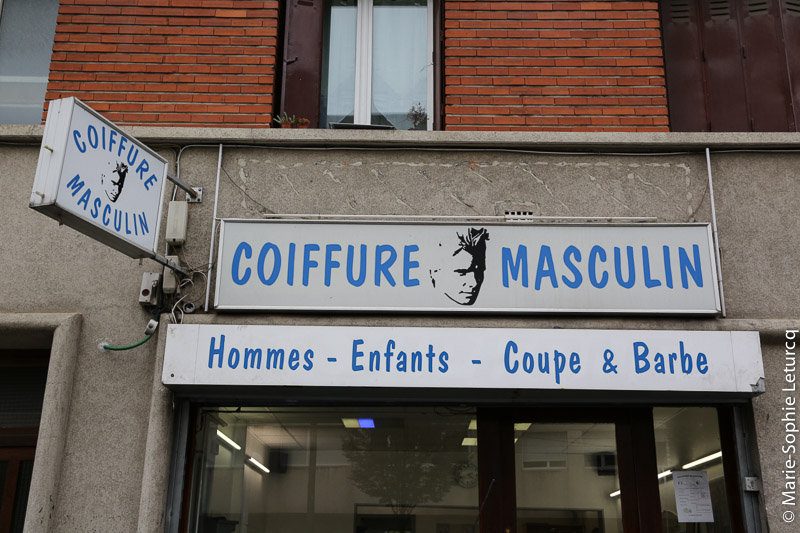 COIFFURE
MASCULIN
COIFFURE MASCULIN
Hommes - Enfants - Coupe & Barbe
© Marie-Sophie Leturcq